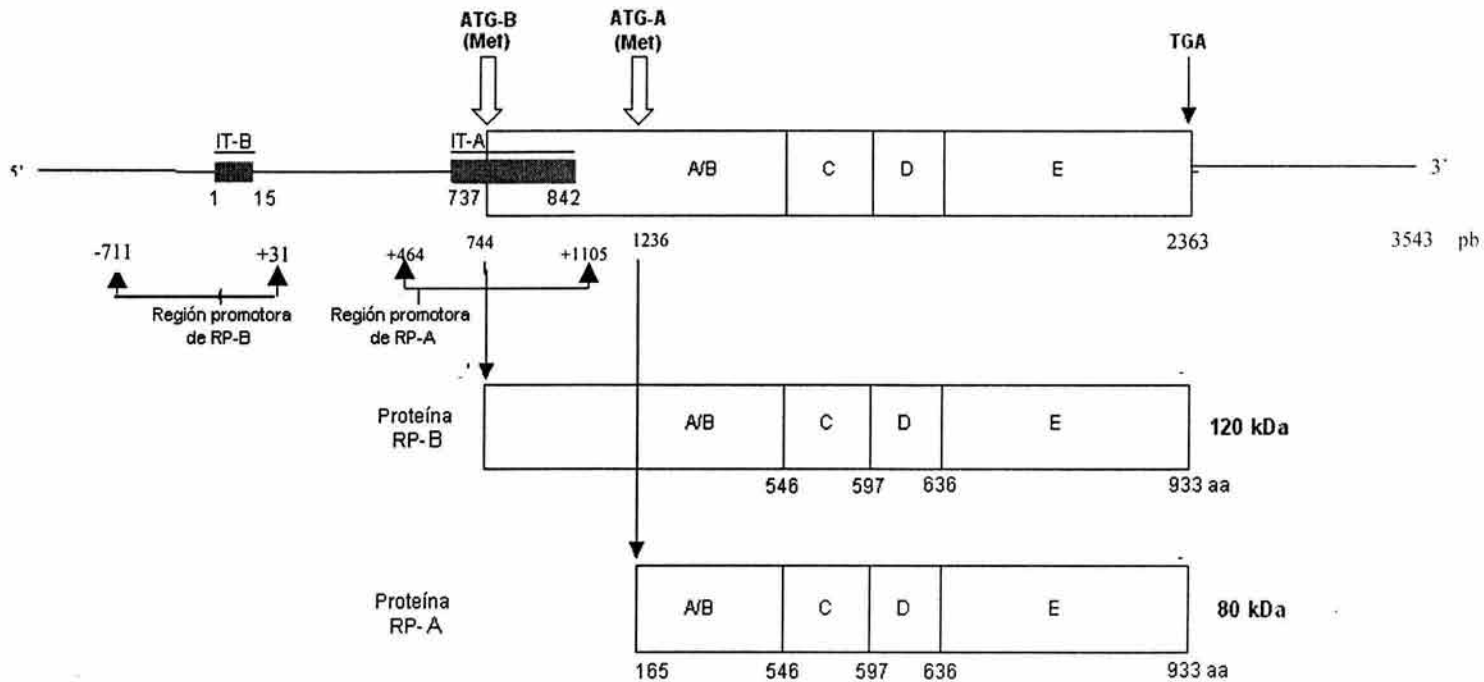 ATG-B (Met)
ATG-A (Met)
TGA
IT-B
IT-A
5'
A/B
C
D
E
3'
1
15
737
842
-711
+31
+464
744
+1105
1236
2363
3543 pb
Región promotora de RP-B
Región promotora de RP-A
Proteína RP-B
A/B
C
D
E
120 kDa
546
597
636
933 aa
Proteína RP-A
A/B
C
D
E
80 kDa
165
546
597
636
933 aa